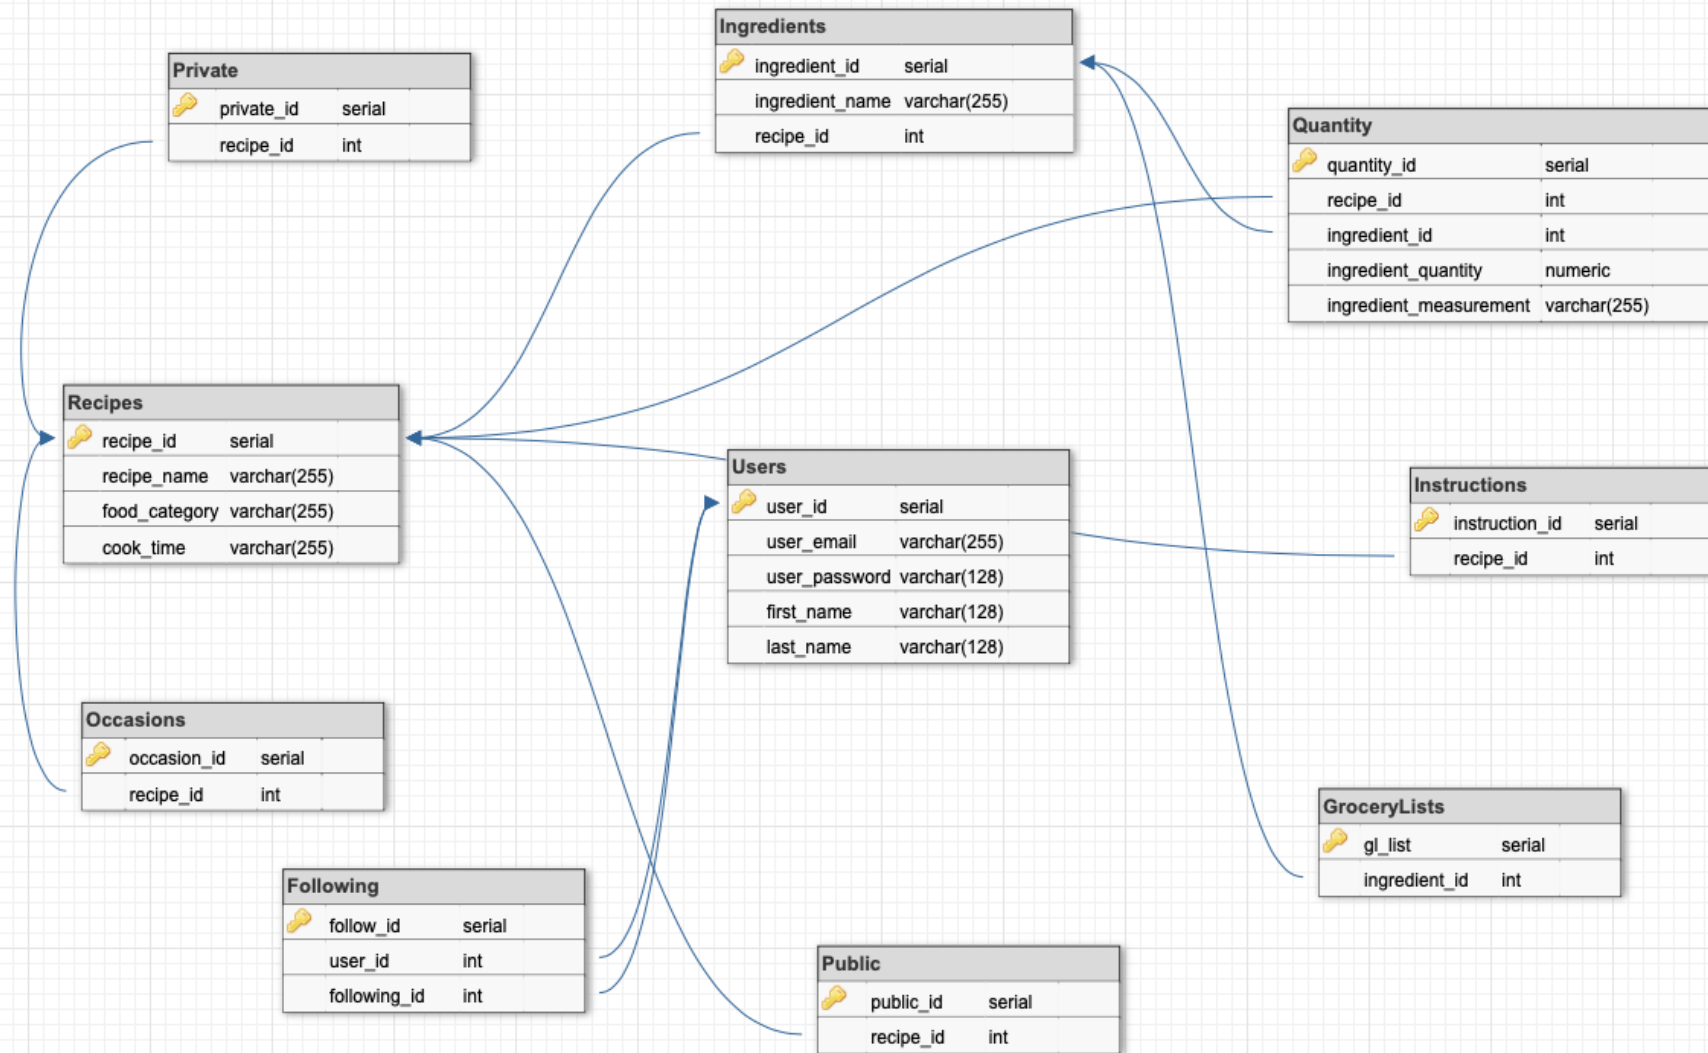 Ingredients
ingredient_id serial
ingredient_name varchar(255)
recipe_id int
Private
private_id serial
recipe_id int
Quantity
quantity_id serial
recipe_id int
ingredient_id int
ingredient_quantity numeric
ingredient_measurement varchar(255)
Recipes
recipe_id serial
recipe_name varchar(255)
food_category varchar(255)
cook_time varchar(255)
Users
user_id serial
user_email varchar(255)
user_password varchar(128)
first_name varchar(128)
last_name varchar(128)
Instructions
instruction_id serial
recipe_id int
Occasions
occasion_id serial
recipe_id int
GroceryLists
gl_list serial
ingredient_id int
Following
follow_id serial
user_id int
following_id int
Public
public_id serial
recipe_id int